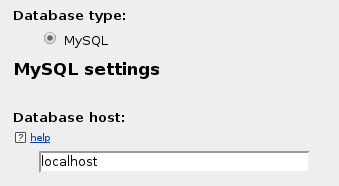 Database type:
MySQL
MySQL settings
Database host:
? help
localhost